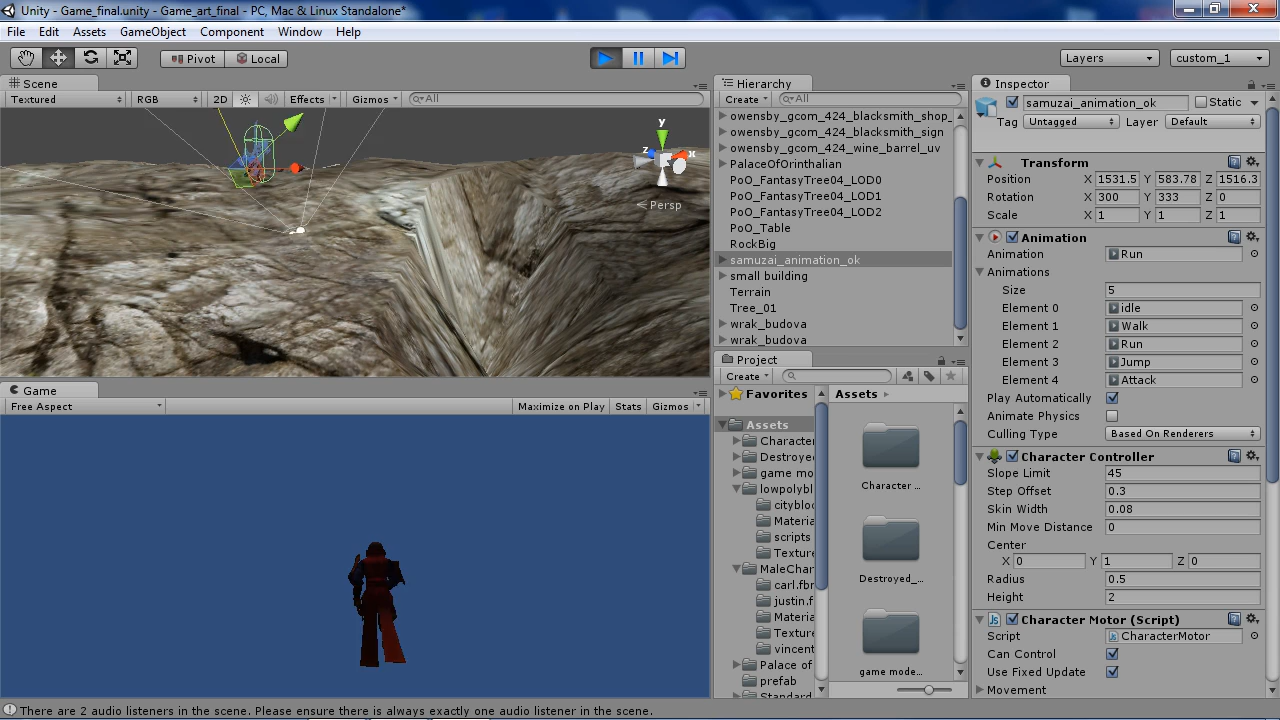 Unity - Game_final.unity - Game_art_final - PC, Mac & Linux Standalone*
File Edit Assets GameObject Component Window Help
Pivot Local Layers custom_1
Scene
Textured RGB 2D Effects Gizmos All
y
z x
Persp
Game
Free Aspect Maximize on Play Stats Gizmos
Hierarchy
Create All
owensby_gcom_424_blacksmith_shop_
owensby_gcom_424_blacksmith_sign
owensby_gcom_424_wine_barrel_uv
PalaceOfOrinthalian
PoO_FantasyTree04_LOD0
PoO_FantasyTree04_LOD1
PoO_FantasyTree04_LOD2
PoO_Table
RockBig
samuzai_animation_ok
small building
Terrain
Tree_01
wrak_budova
wrak_budova
Project
Create
Favorites
Assets
Character
Destroyed
game mo
lowpolybl
cityblo
Materia
scripts
Texture
MaleChar
carl.fbx
justin.f
Materia
Texture
vincent
Palace of
prefab
Standard
Assets
Character ...
Destroyed_...
game mode...
Inspector
samuzai_animation_ok Static
Tag Untagged Layer Default
Transform
Position X 1531.5 Y 583.78 Z 1516.3
Rotation X 300 Y 333 Z 0
Scale X 1 Y 1 Z 1
Animation
Animation Run
Animations
Size 5
Element 0 idle
Element 1 Walk
Element 2 Run
Element 3 Jump
Element 4 Attack
Play Automatically
Animate Physics
Culling Type Based On Renderers
Character Controller
Slope Limit 45
Step Offset 0.3
Skin Width 0.08
Min Move Distance 0
Center
X 0 Y 1 Z 0
Radius 0.5
Height 2
Character Motor (Script)
Script CharacterMotor
Can Control
Use Fixed Update
Movement
There are 2 audio listeners in the scene. Please ensure there is always exactly one audio listener in the scene.